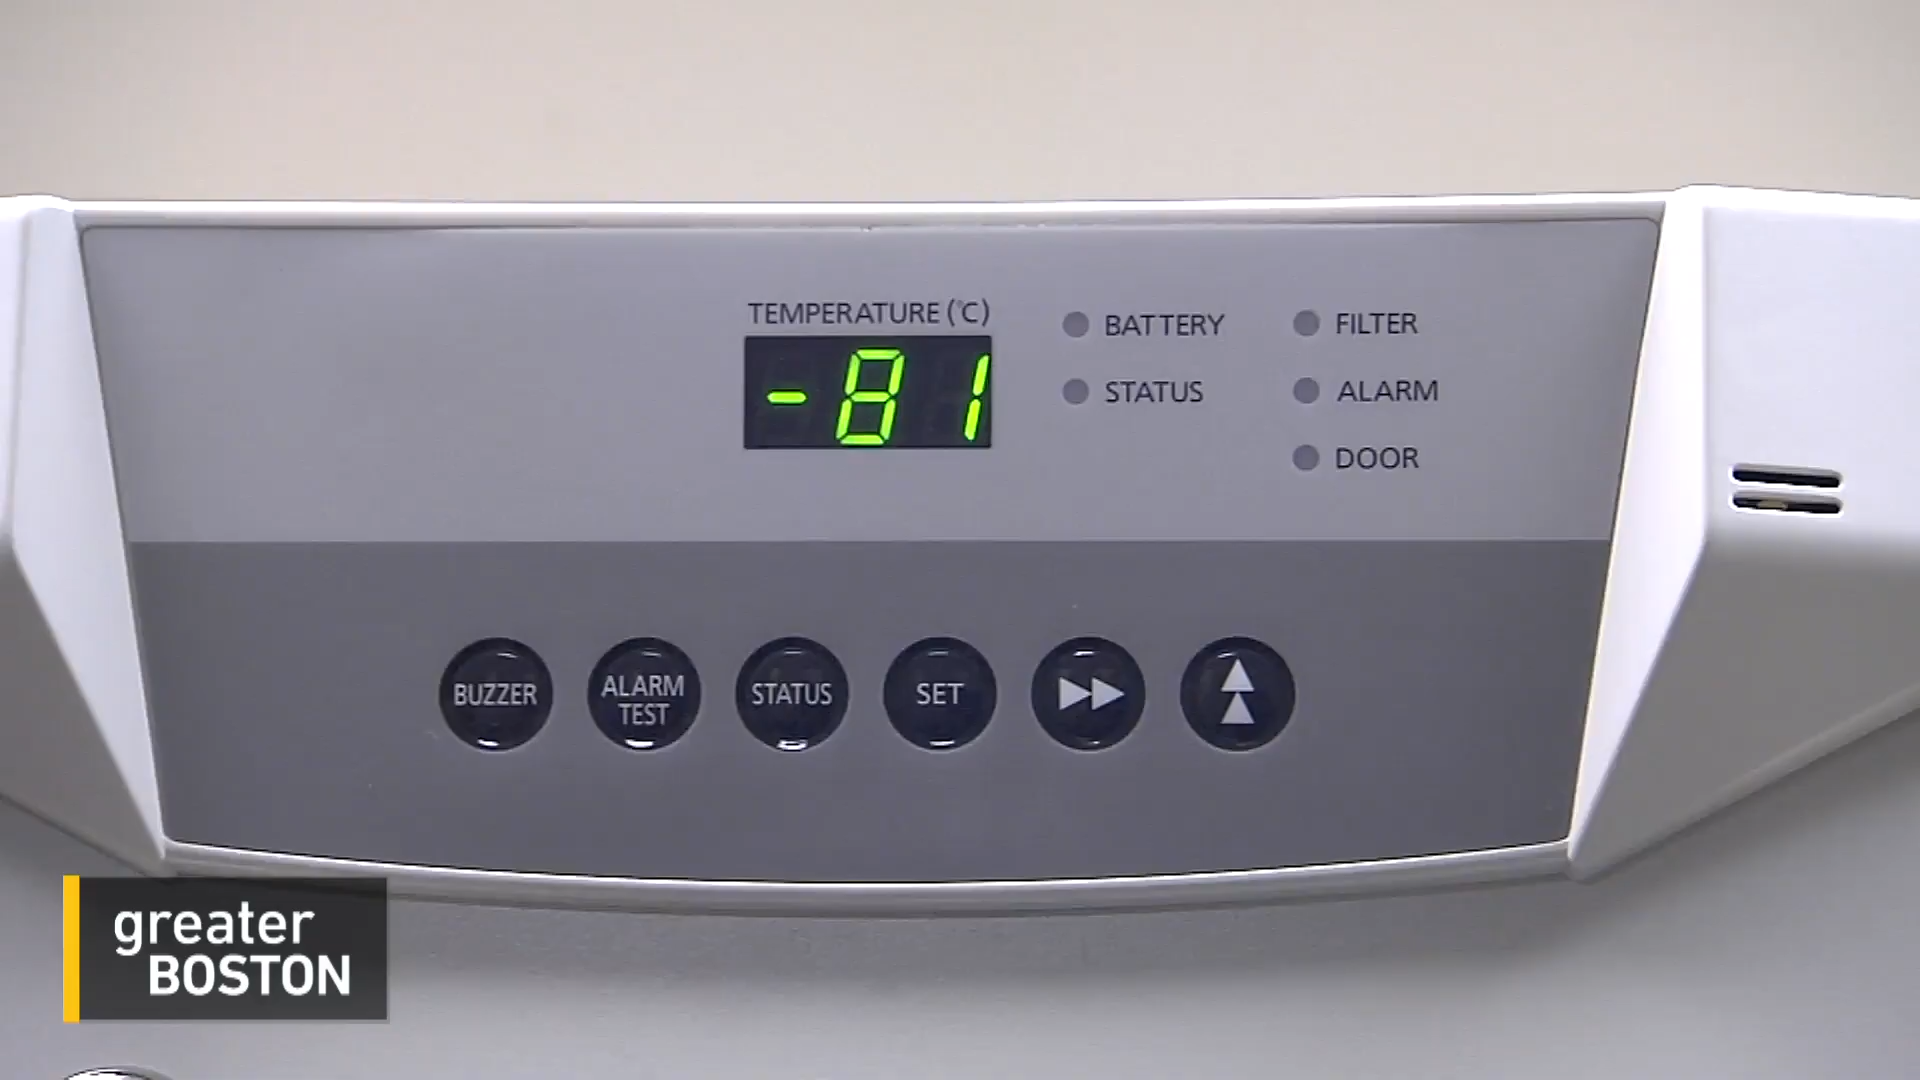 TEMPERATURE (°C)
-81
BATTERY
FILTER
STATUS
ALARM
DOOR
BUZZER
ALARM
TEST
STATUS
SET
greater
BOSTON